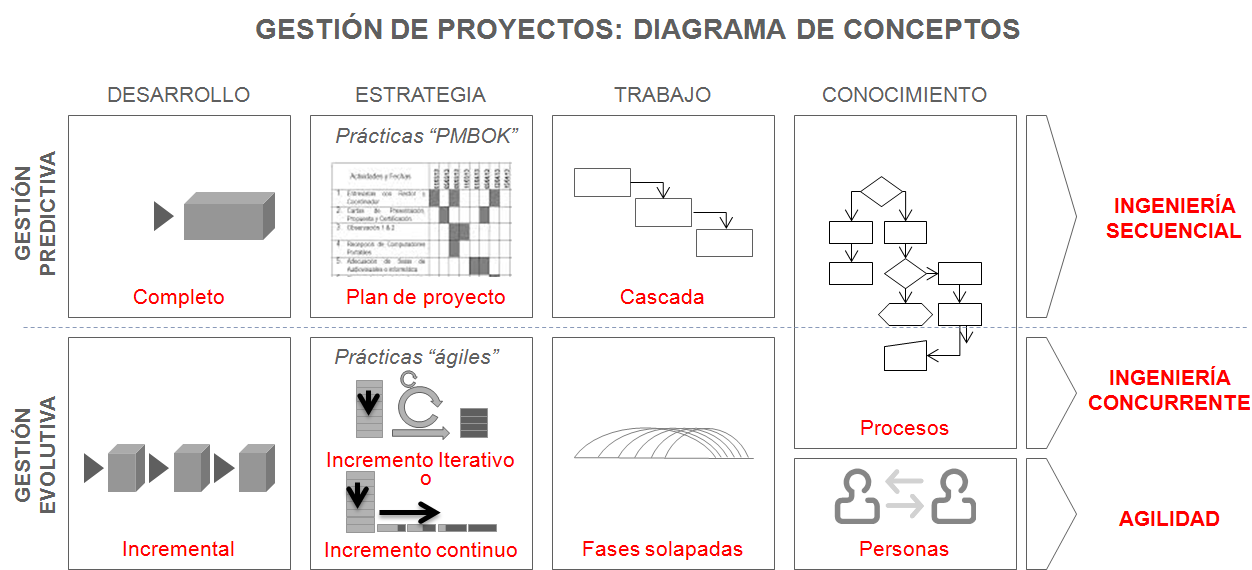 GESTIÓN DE PROYECTOS: DIAGRAMA DE CONCEPTOS
DESARROLLO
ESTRATEGIA
TRABAJO
CONOCIMIENTO
GESTIÓN
PREDICTIVA
Completo
Prácticas “PMBOK”
Actividades y Fechas
1. Entrevistas con Rector y
Coordinador
2. Cartas de Presentación,
Propuesta y Certificación.
3. Observación 1 & 2
4. Recepción de Computadores
Portátiles
5. Adecuación de Salas de
Audiovisuales e Informática
Plan de proyecto
Cascada
INGENIERÍA
SECUENCIAL
GESTIÓN
EVOLUTIVA
Incremental
Prácticas “ágiles”
Incremento Iterativo
o
Incremento continuo
Fases solapadas
Procesos
Personas
INGENIERÍA
CONCURRENTE
AGILIDAD